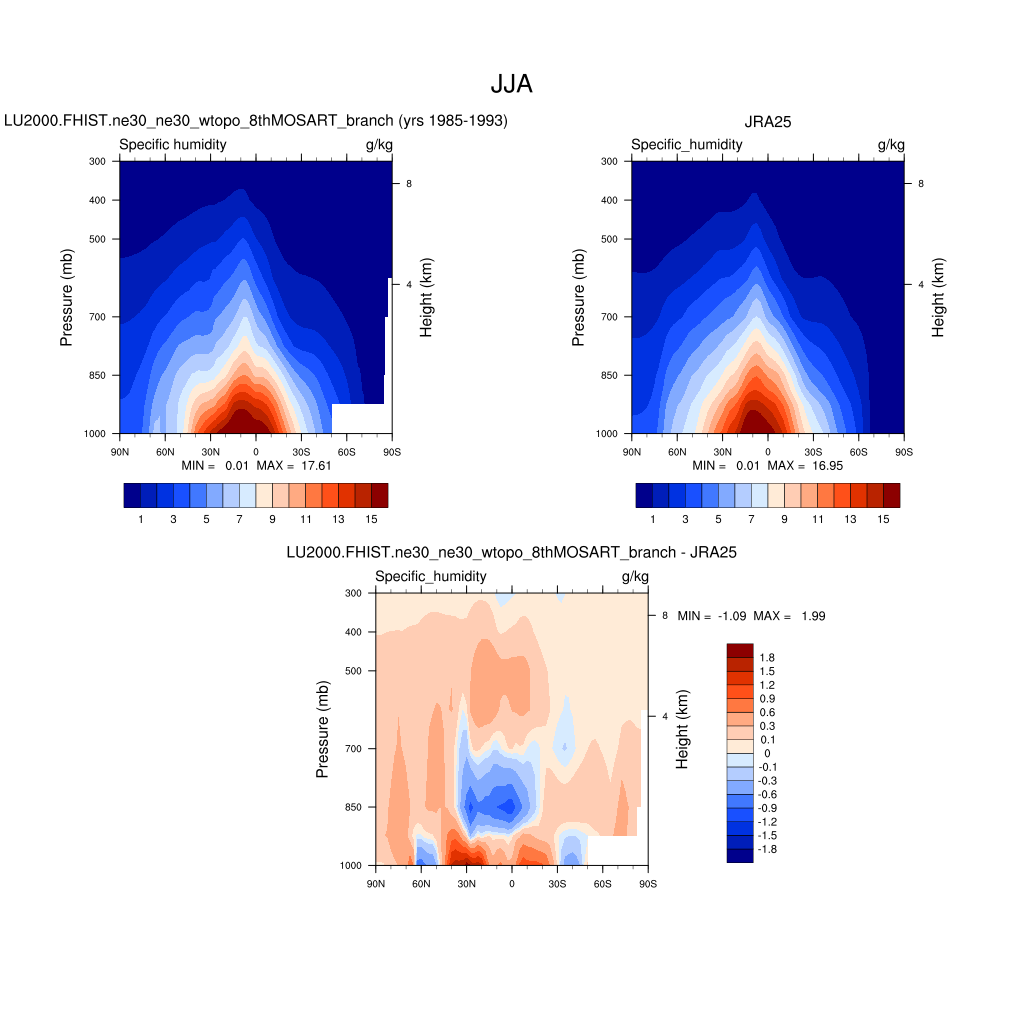 JJA
LU2000.FHIST.ne30_ne30_wtopo_8thMOSART_branch (yrs 1985-1993)
Specific humidity g/kg
300
400
500
700
850
1000
Pressure (mb)
8
4
Height (km)
90N 60N 30N 0 30S 60S 90S
MIN = 0.01 MAX = 17.61
1 3 5 7 9 11 13 15
JRA25
Specific_humidity g/kg
300
400
500
700
850
1000
Pressure (mb)
8
4
Height (km)
90N 60N 30N 0 30S 60S 90S
MIN = 0.01 MAX = 16.95
1 3 5 7 9 11 13 15
LU2000.FHIST.ne30_ne30_wtopo_8thMOSART_branch - JRA25
Specific_humidity g/kg
300
400
500
700
850
1000
Pressure (mb)
8
4
Height (km)
90N 60N 30N 0 30S 60S 90S
MIN = -1.09 MAX = 1.99
1.8
1.5
1.2
0.9
0.6
0.3
0.1
0
-0.1
-0.3
-0.6
-0.9
-1.2
-1.5
-1.8